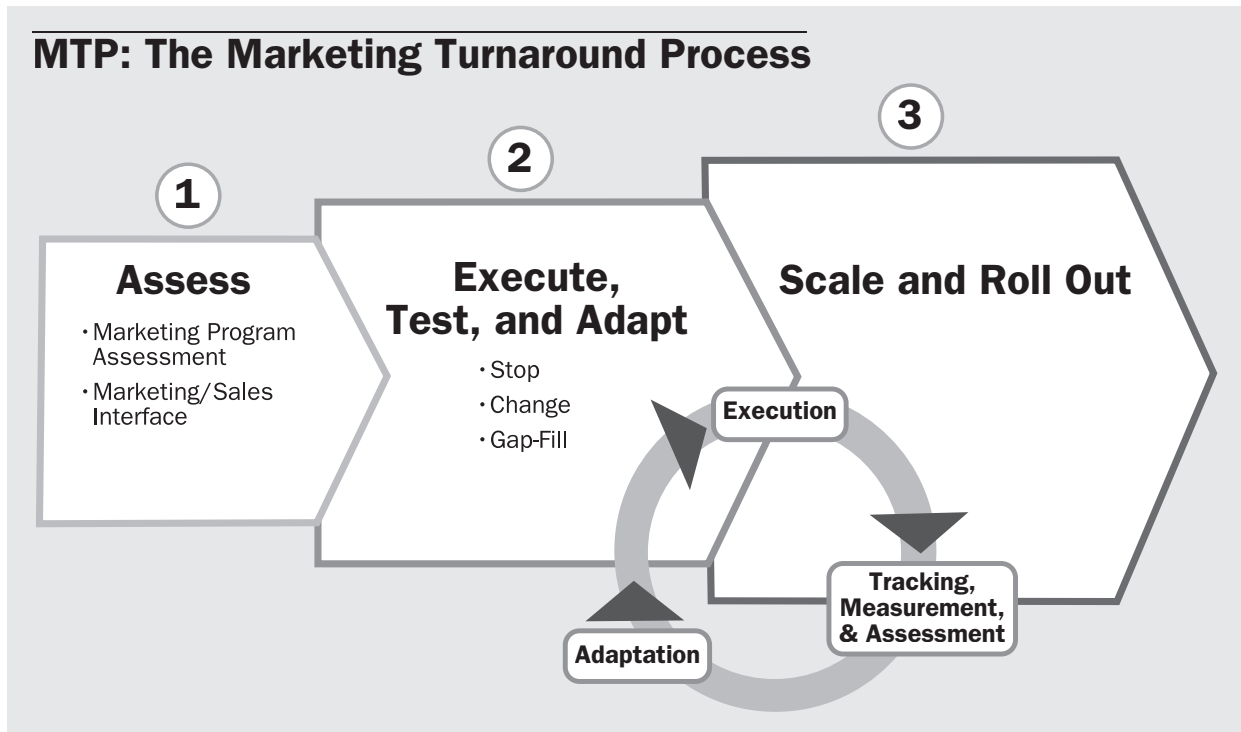 MTP: The Marketing Turnaround Process
1
Assess
· Marketing Program
Assessment
· Marketing/Sales
Interface
2
Execute,
Test, and Adapt
· Stop
· Change
· Gap-Fill
3
Scale and Roll Out
Execution
Tracking,
Measurement,
& Assessment
Adaptation